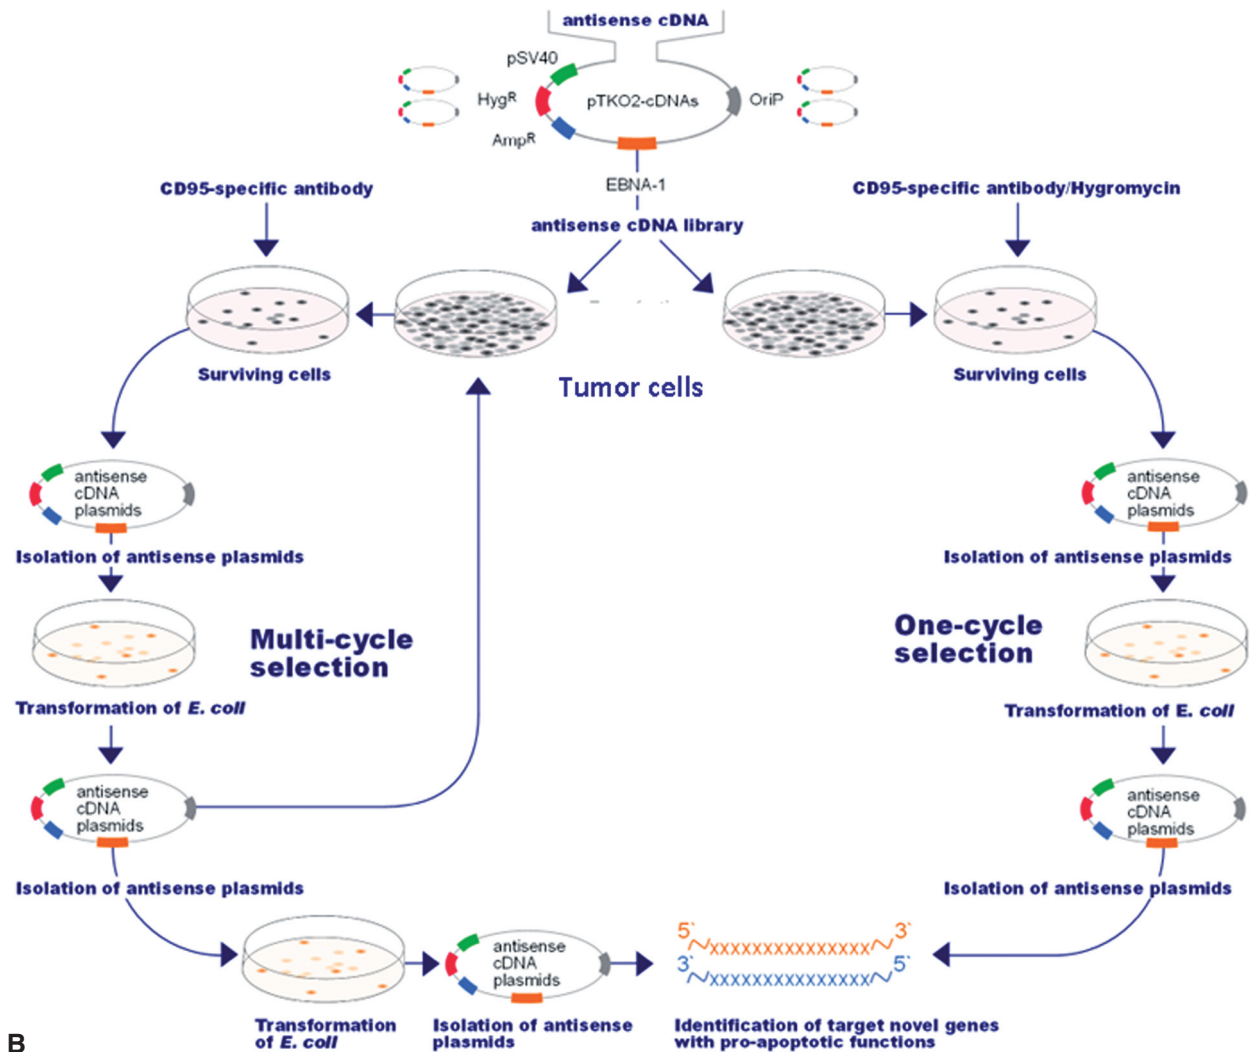 antisense cDNA
pSV40
HygR
pTKO2-cDNAs
OriP
AmpR
EBNA-1
CD95-specific antibody
CD95-specific antibody/Hygromycin
antisense cDNA library
Surviving cells
Tumor cells
Surviving cells
antisense
cDNA
plasmids
antisense
cDNA
plasmids
Isolation of antisense plasmids
Isolation of antisense plasmids
Multi-cycle
selection
One-cycle
selection
Transformation of E. coli
Transformation of E. coli
antisense
cDNA
plasmids
antisense
cDNA
plasmids
Isolation of antisense plasmids
Isolation of antisense plasmids
antisense
cDNA
plasmids
5` XXXXXXXXXXXXXXX 3`
3` XXXXXXXXXXXXXXX 5`
Transformation
of E. coli
Isolation of antisense
plasmids
Identification of target novel genes
with pro-apoptotic functions
B